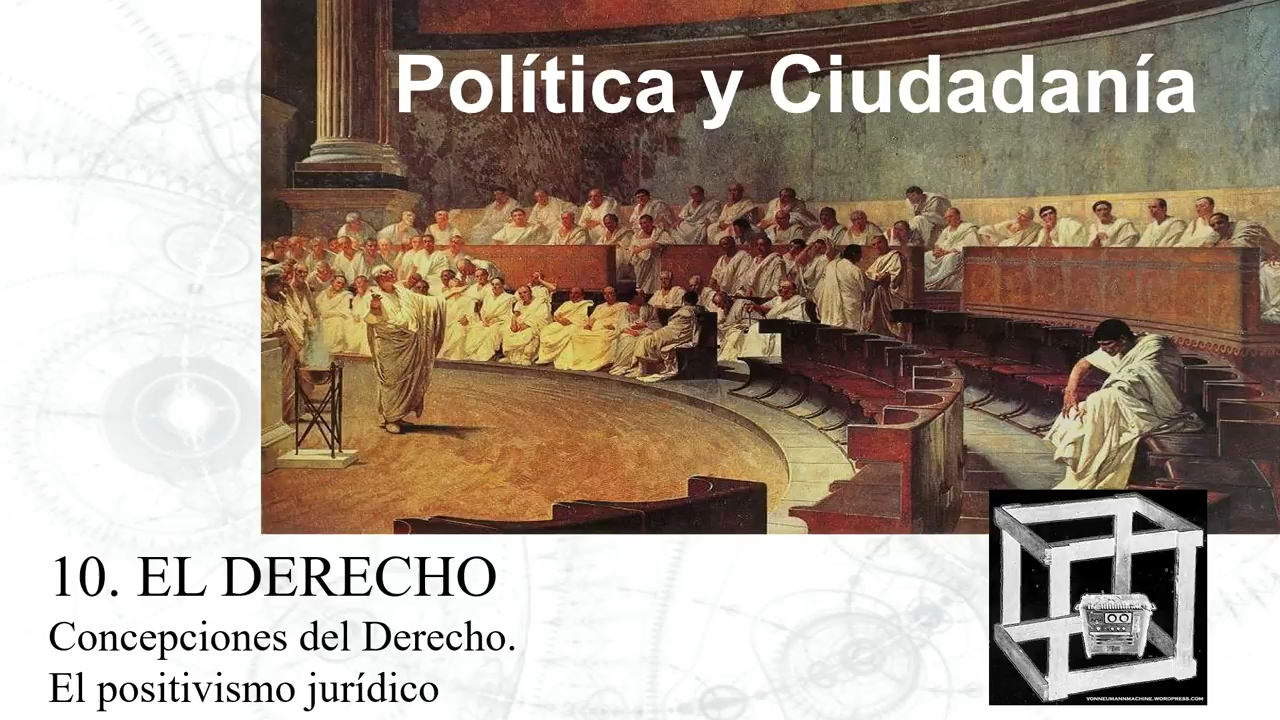 Política y Ciudadanía
10. EL DERECHO
Concepciones del Derecho.
El positivismo jurídico
VONNEUMANNMACHINE.WORDPRESS.COM